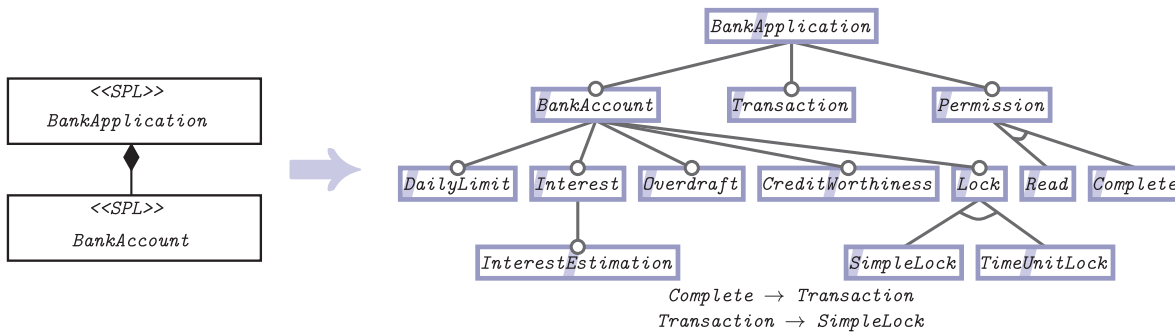 <<SPL>>
BankApplication
<<SPL>>
BankAccount
BankApplication
BankAccount
Transaction
Permission
DailyLimit
Interest
Overdraft
CreditWorthiness
Lock
Read
Complete
InterestEstimation
SimpleLock
TimeUnitLock
Complete → Transaction
Transaction → SimpleLock